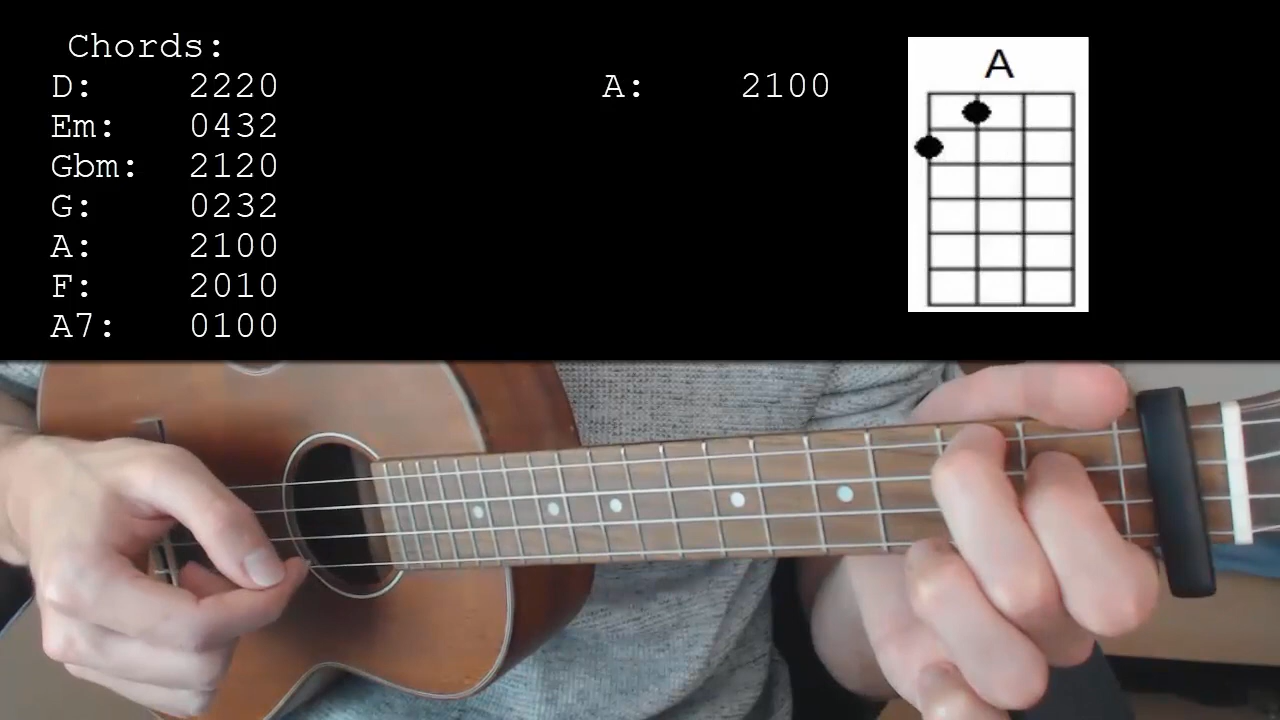 Chords:
D: 2220
Em: 0432
Gbm: 2120
G: 0232
A: 2100
F: 2010
A7: 0100
A: 2100
A